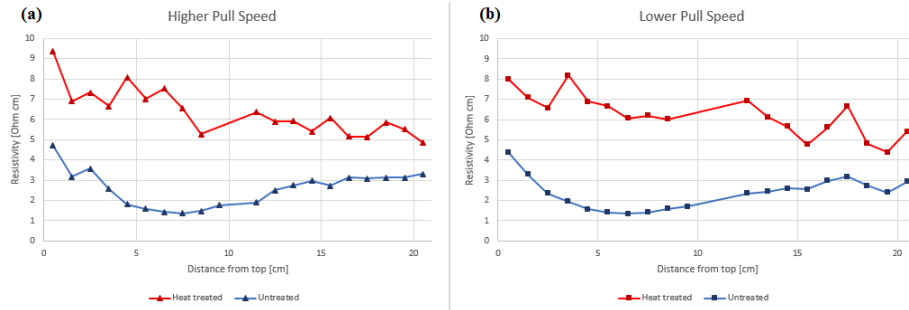 (a)
Higher Pull Speed
10
9
8
7
6
5
4
3
2
1
0
Resistivity [Ohm cm]
0 5 10 15 20
Distance from top [cm]
Heat treated Untreated
(b)
Lower Pull Speed
10
9
8
7
6
5
4
3
2
1
0
Resistivity [Ohm cm]
0 5 10 15 20
Distance from top [cm]
Heat treated Untreated